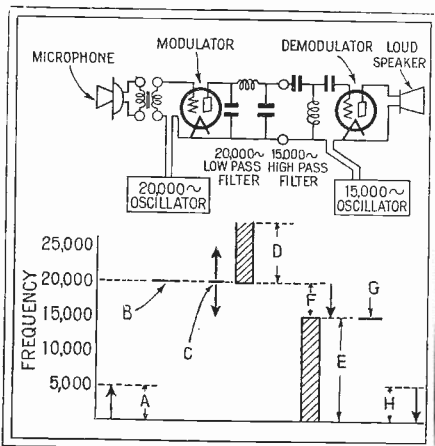 MODULATOR
DEMODULATOR
LOUD
SPEAKER
MICROPHONE
20,000~
LOW PASS
FILTER
15,000~
HIGH PASS
FILTER
20,000~
OSCILLATOR
15,000~
OSCILLATOR
FREQUENCY
25,000
20,000
15,000
10,000
5,000
A
B
C
D
F
G
E
H